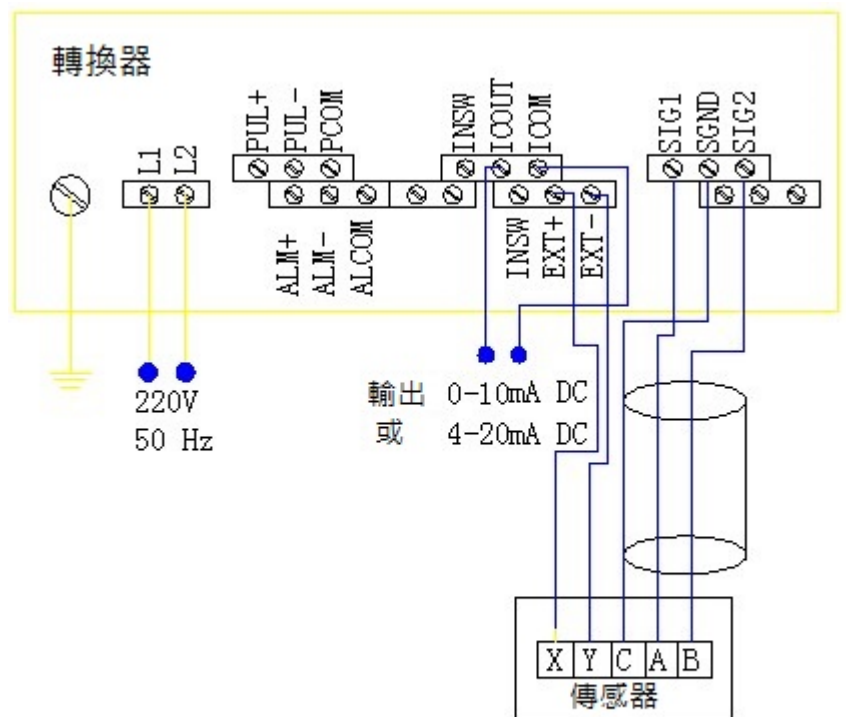 轉換器
L1
L2
PUL+
PUL-
PCOM
INSW
ICOUT
ICOM
SIG1
SGND
SIG2
ALM+
ALM-
ALCOM
INSW
EXT+
EXT-
220V
50 Hz
輸出 0-10mA DC
或 4-20mA DC
X Y C A B
傳感器